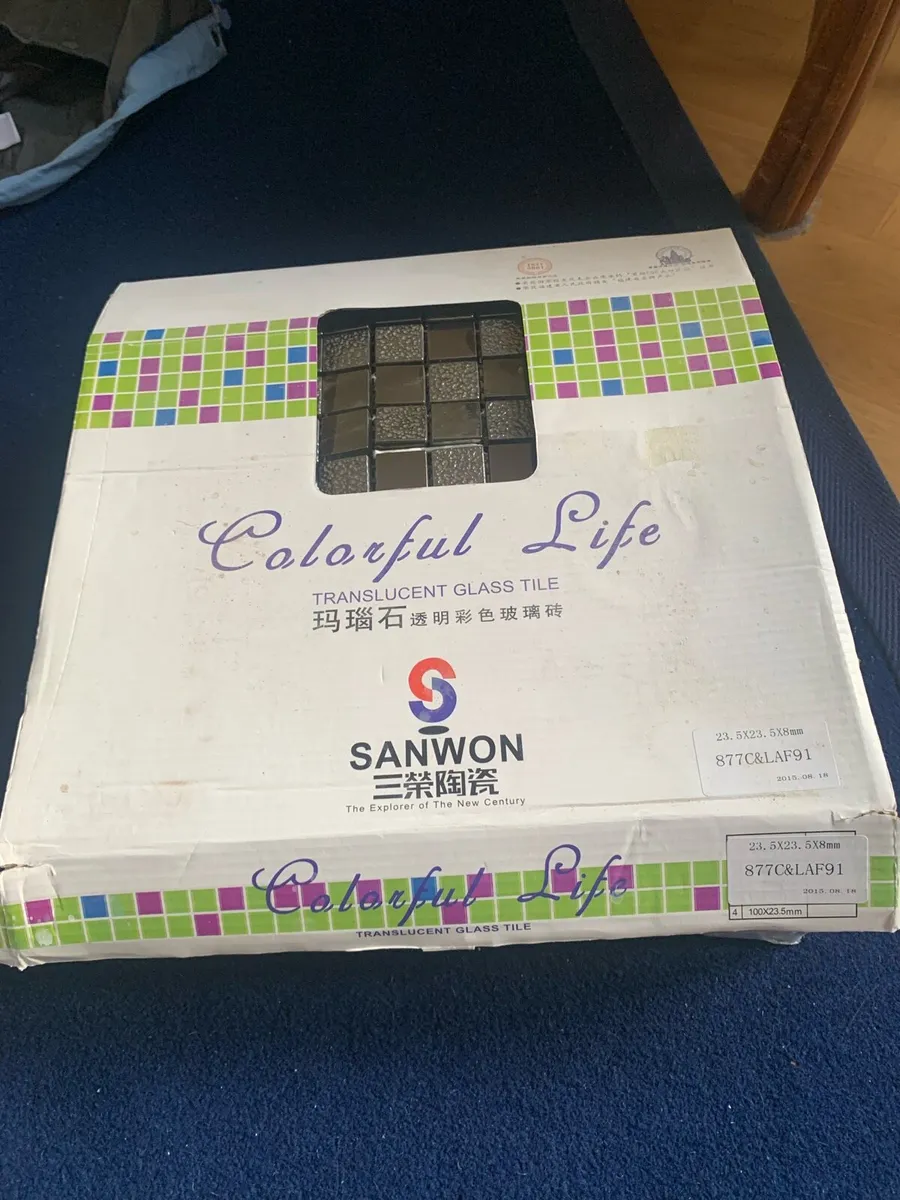 Colorful Life
TRANSLUCENT GLASS TILE
玛瑙石透明彩色玻璃砖
SANWON
三榮陶瓷
The Explorer of The New Century
23.5X23.5X8mm
877C&LAF91
2015.08.18
23.5X23.5X8mm
877C&LAF91
2015.08.18
4 100X23.5mm
Colorful Life
TRANSLUCENT GLASS TILE